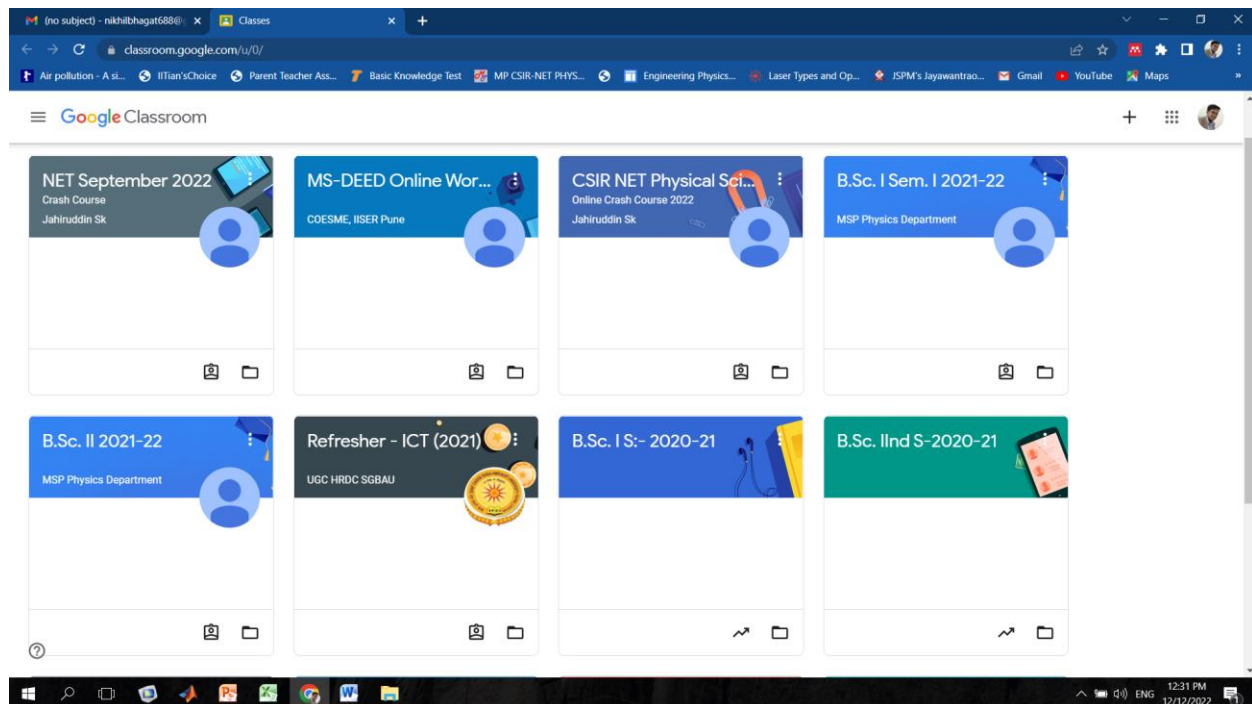 (no subject) - nikhilbhagat688@
Classes
classroom.google.com/u/0/
Air pollution - A si...
IITian'sChoice
Parent Teacher Ass...
Basic Knowledge Test
MP CSIR-NET PHYS...
Engineering Physics...
Laser Types and Op...
JSPM's Jayawantrao...
Gmail
YouTube
Maps
»
Google Classroom
NET September 2022
Crash Course
Jahiruddin Sk
MS-DEED Online Wor...
COESME, IISER Pune
CSIR NET Physical Sci...
Online Crash Course 2022
Jahiruddin Sk
B.Sc. I Sem. I 2021-22
MSP Physics Department
B.Sc. II 2021-22
MSP Physics Department
Refresher - ICT (2021)
UGC HRDC SGBAU
B.Sc. I S:- 2020-21
B.Sc. IInd S-2020-21
ENG
12:31 PM
12/12/2022